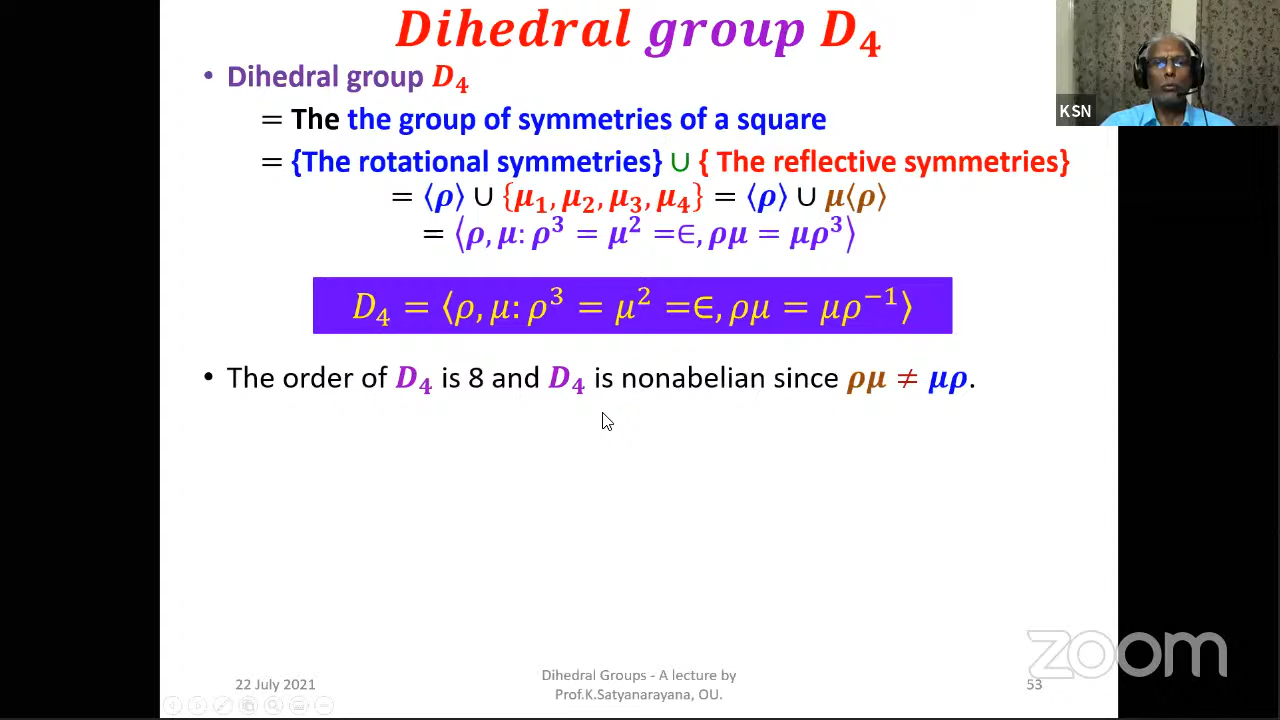 Dihedral group D₄
KSN
• Dihedral group D₄
= The the group of symmetries of a square
= {The rotational symmetries} ∪ { The reflective symmetries}
= ⟨ρ⟩ ∪ {μ₁, μ₂, μ₃, μ₄} = ⟨ρ⟩ ∪ μ⟨ρ⟩
= ⟨ρ, μ: ρ³ = μ² =∈, ρμ = μρ³⟩
D₄ = ⟨ρ, μ: ρ³ = μ² =∈, ρμ = μρ⁻¹⟩
• The order of D₄ is 8 and D₄ is nonabelian since ρμ ≠ μρ.
zoom
22 July 2021
Dihedral Groups - A lecture by
Prof.K.Satyanarayana, OU.
53